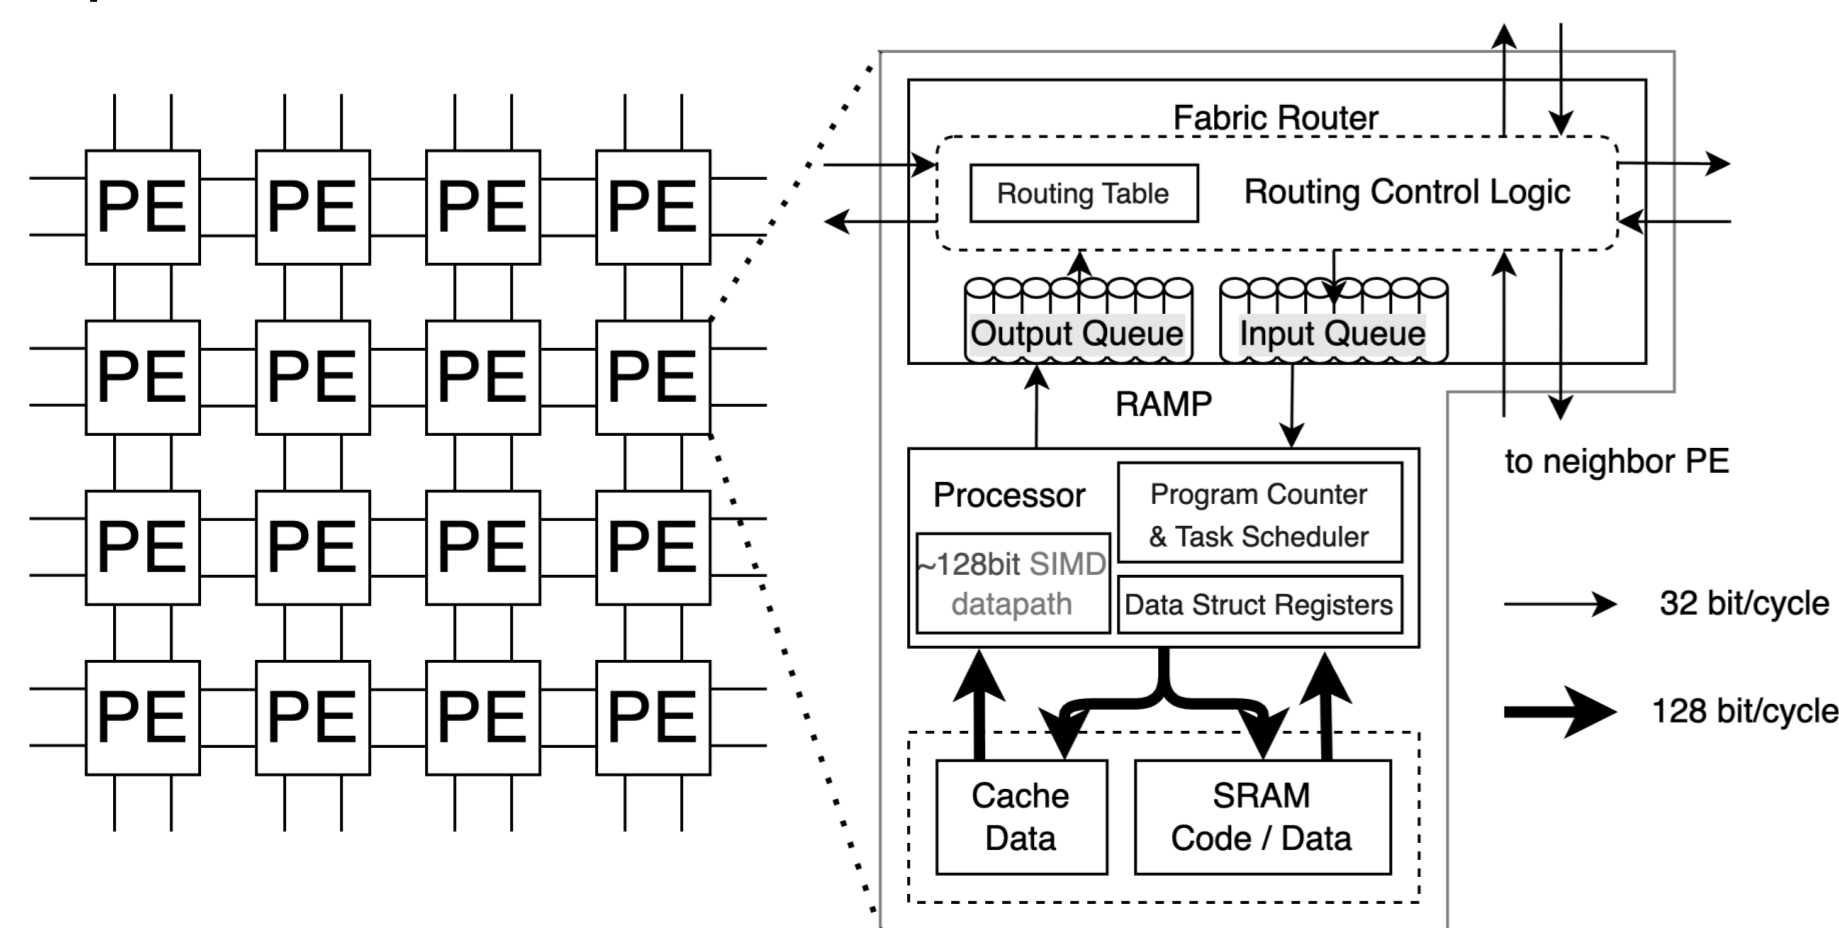 PE PE PE PE
PE PE PE PE
PE PE PE PE
PE PE PE PE
Fabric Router
Routing Table
Routing Control Logic
Output Queue
Input Queue
RAMP
to neighbor PE
Processor
~128bit SIMD
datapath
Program Counter
& Task Scheduler
Data Struct Registers
Cache
Data
SRAM
Code / Data
32 bit/cycle
128 bit/cycle